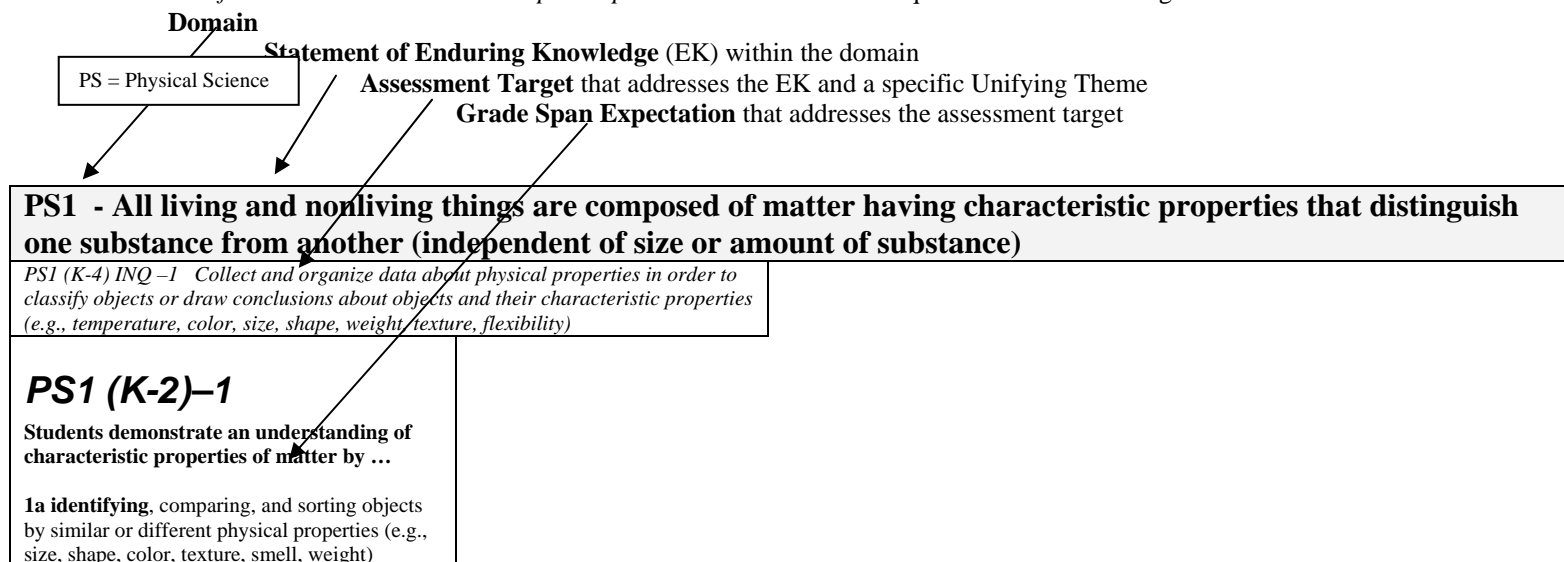 Domain
Statement of Enduring Knowledge (EK) within the domain
PS = Physical Science
Assessment Target that addresses the EK and a specific Unifying Theme
Grade Span Expectation that addresses the assessment target
PS1 - All living and nonliving things are composed of matter having characteristic properties that distinguish
one substance from another (independent of size or amount of substance)
PS1 (K-4) INQ –1 Collect and organize data about physical properties in order to
classify objects or draw conclusions about objects and their characteristic properties
(e.g., temperature, color, size, shape, weight, texture, flexibility)
PS1 (K-2)–1
Students demonstrate an understanding of
characteristic properties of matter by …
1a identifying, comparing, and sorting objects
by similar or different physical properties (e.g.,
size, shape, color, texture, smell, weight)